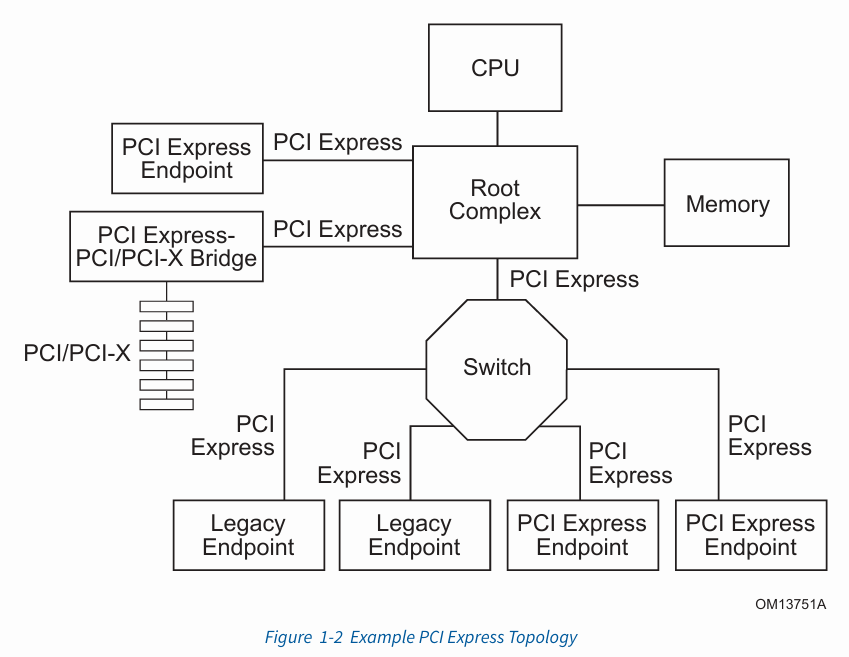 CPU
PCI Express
Endpoint
PCI Express
Root
Complex
Memory
PCI Express-
PCI/PCI-X Bridge
PCI Express
PCI Express
PCI/PCI-X
Switch
PCI
Express
PCI
Express
PCI
Express
PCI
Express
Legacy
Endpoint
Legacy
Endpoint
PCI Express
Endpoint
PCI Express
Endpoint
OM13751A
Figure 1-2 Example PCI Express Topology